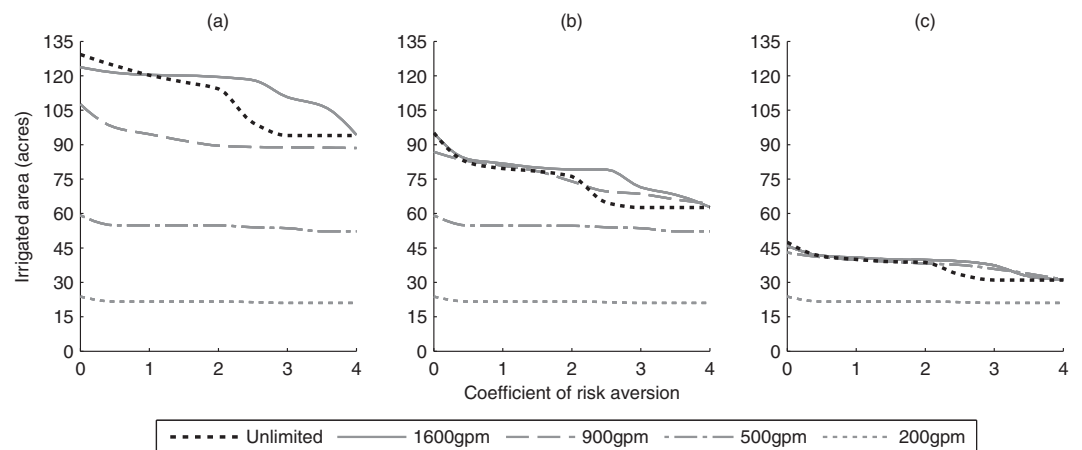 (a) (b) (c)
135 135 135
120 120 120
105 105 105
90 90 90
75 75 75
60 60 60
45 45 45
30 30 30
15 15 15
0 0 0
0 1 2 3 4 0 1 2 3 4 0 1 2 3 4
Irrigated area (acres)
Coefficient of risk aversion
Unlimited 1600gpm 900gpm 500gpm 200gpm